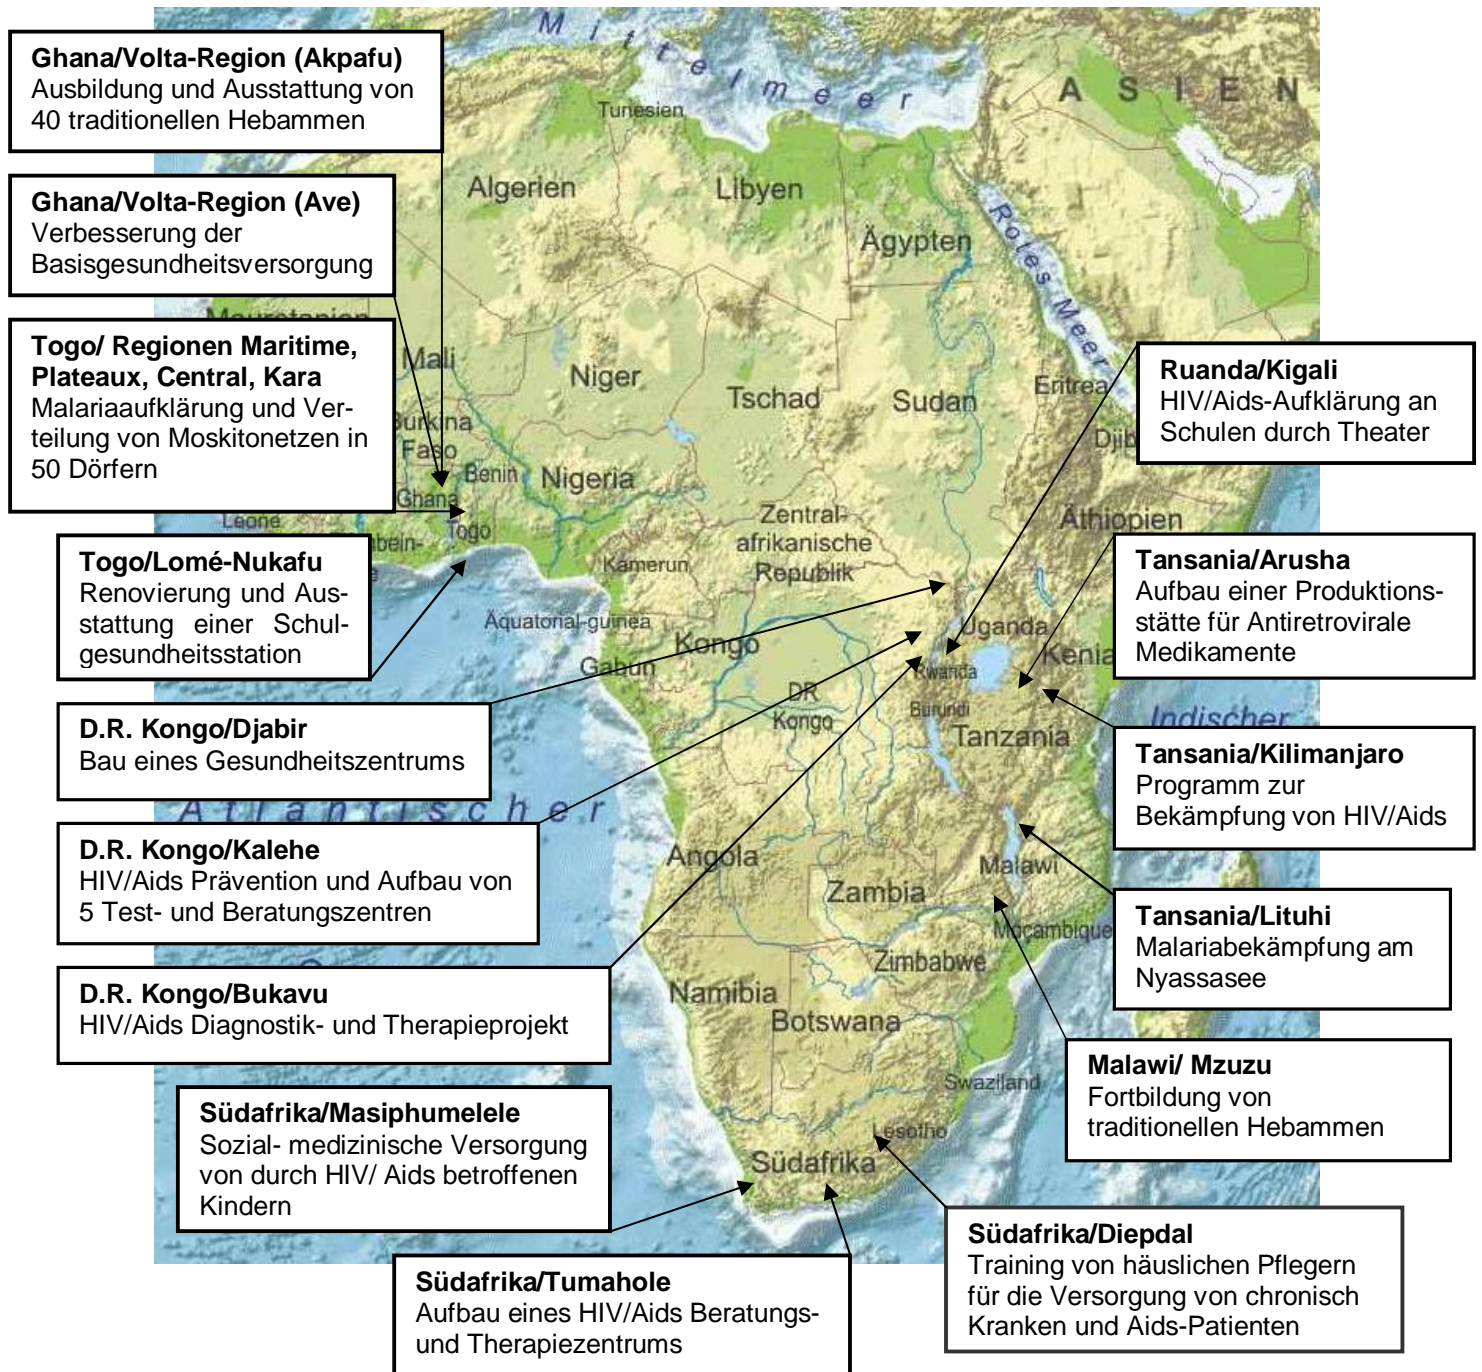 Ghana/Volta-Region (Akpafu)
Ausbildung und Ausstattung von
40 traditionellen Hebammen
Ghana/Volta-Region (Ave)
Verbesserung der
Basisgesundheitsversorgung
Togo/ Regionen Maritime,
Plateaux, Central, Kara
Malariaaufklärung und Ver-
teilung von Moskitonetzen in
50 Dörfern
Togo/Lomé-Nukafu
Renovierung und Aus-
stattung einer Schul-
gesundheitsstation
D.R. Kongo/Djabir
Bau eines Gesundheitszentrums
D.R. Kongo/Kalehe
HIV/Aids Prävention und Aufbau von
5 Test- und Beratungszentren
D.R. Kongo/Bukavu
HIV/Aids Diagnostik- und Therapieprojekt
Südafrika/Masiphumelele
Sozial- medizinische Versorgung
von durch HIV/ Aids betroffenen
Kindern
Südafrika/Tumahole
Aufbau eines HIV/Aids Beratungs-
und Therapiezentrums
Ruanda/Kigali
HIV/Aids-Aufklärung an
Schulen durch Theater
Tansania/Arusha
Aufbau einer Produktions-
stätte für Antiretrovirale
Medikamente
Tansania/Kilimanjaro
Programm zur
Bekämpfung von HIV/Aids
Tansania/Lituhi
Malariabekämpfung am
Nyassasee
Malawi/ Mzuzu
Fortbildung von
traditionellen Hebammen
Südafrika/Diepdal
Training von häuslichen Pflegern
für die Versorgung von chronisch
Kranken und Aids-Patienten
Mittelmeer
ASIEN
Tunesien
Algerien
Libyen
Ägypten
Rotes Meer
Mali
Niger
Tschad
Sudan
Eritrea
Burkina
Faso
Benin
Nigeria
Ghana
Togo
Leone
Äthiopien
Zentral-
afrikanische
Republik
Kamerun
Äquatorial-guinea
Gabun
Kongo
DR
Kongo
Uganda
Kenia
Rwanda
Burundi
Tanzania
Indischer
Atlantischer
Angola
Zambia
Malawi
Moçambique
Zimbabwe
Namibia
Botswana
Swaziland
Lesotho
Südafrika